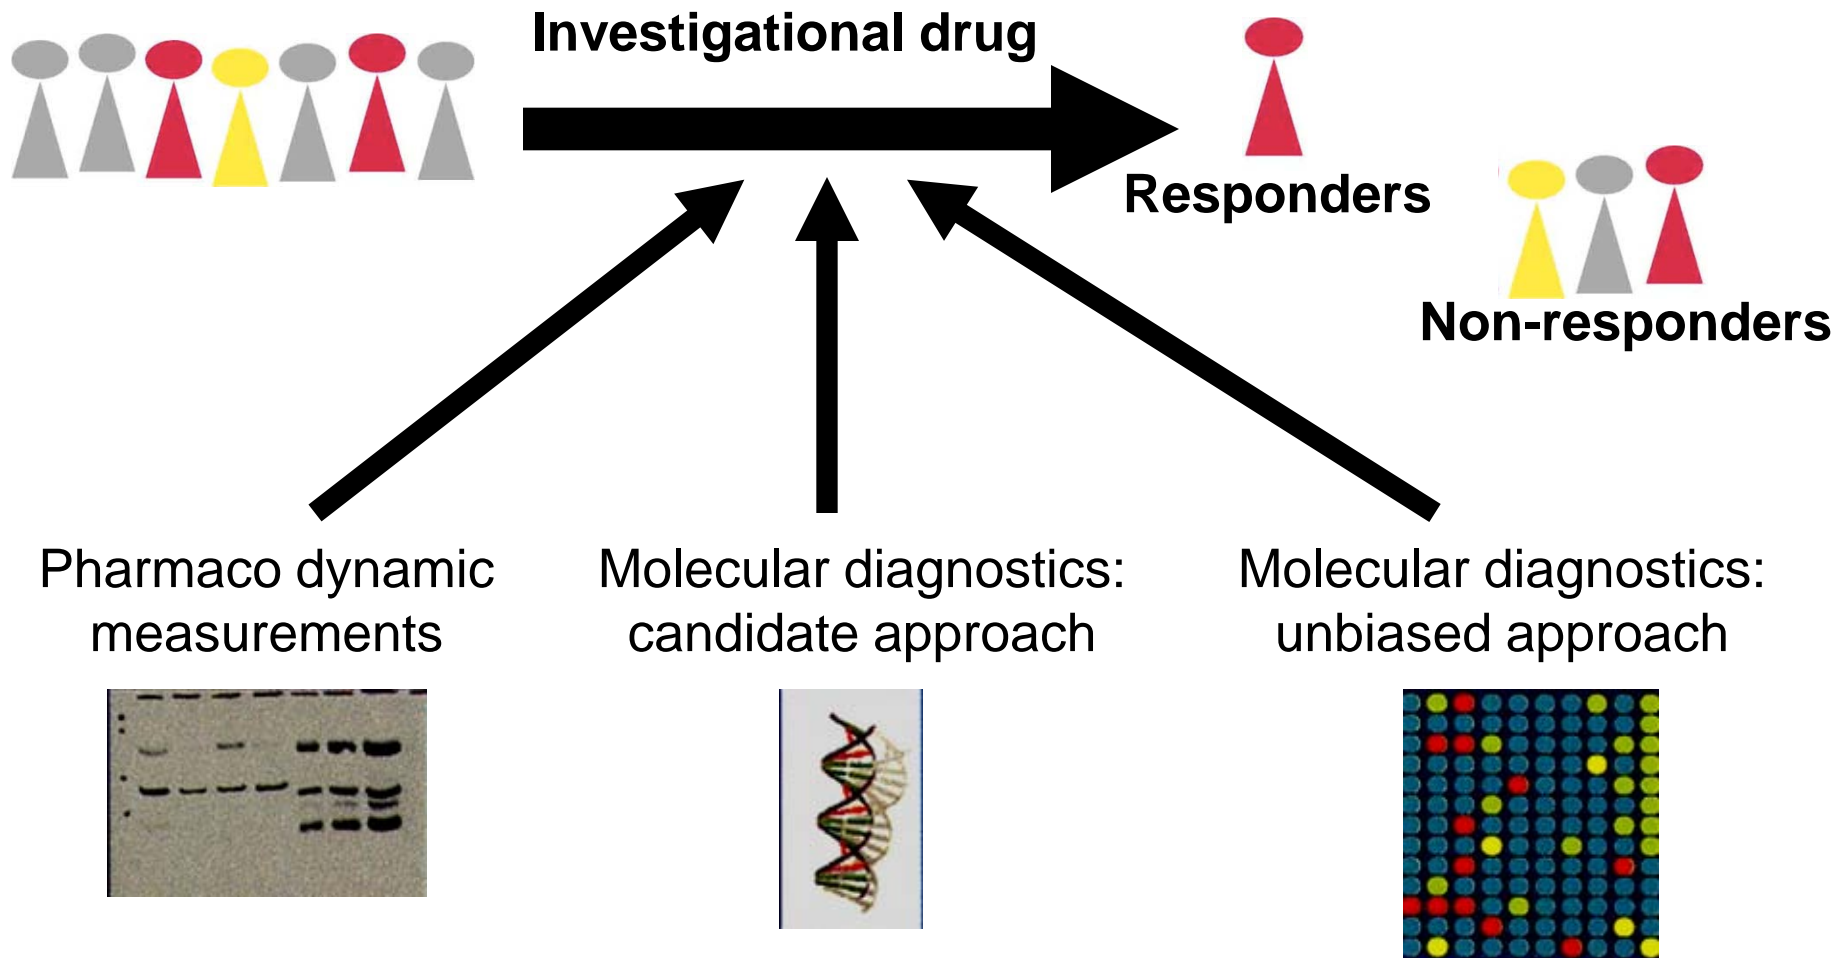 Investigational drug
Responders
Non-responders
Pharmaco dynamic
measurements
Molecular diagnostics:
candidate approach
Molecular diagnostics:
unbiased approach